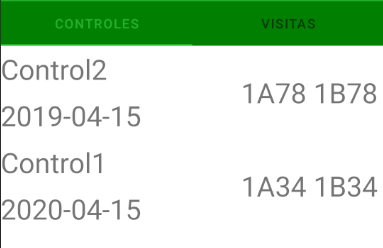 CONTROLES VISITAS
Control2
1A78 1B78
2019-04-15
Control1
1A34 1B34
2020-04-15